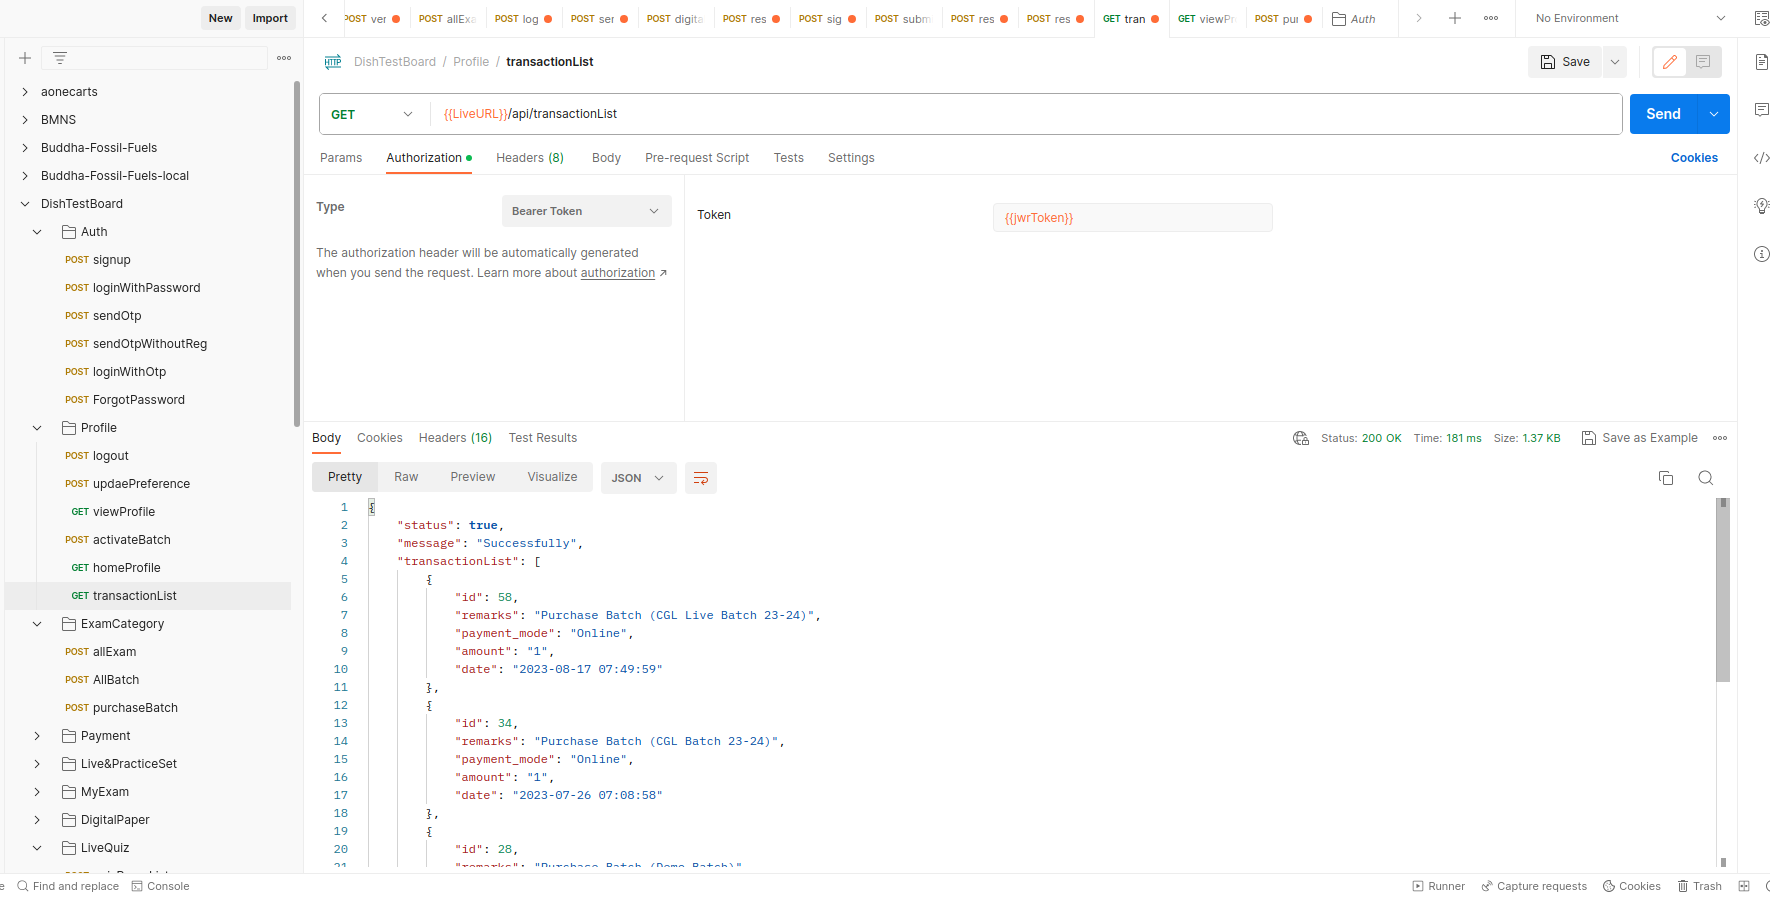 New
Import
POST ver
POST allExa
POST log
POST ser
POST digita
POST res
POST sig
POST subm
POST res
POST res
GET tran
GET viewPr
POST pui
Auth
No Environment
DishTestBoard / Profile / transactionList
Save
GET
{{LiveURL}}/api/transactionList
Send
Params
Authorization
Headers (8)
Body
Pre-request Script
Tests
Settings
Cookies
Type
Bearer Token
The authorization header will be automatically generated
when you send the request. Learn more about authorization ↗
Token
{{jwrToken}}
aonecarts
BMNS
Buddha-Fossil-Fuels
Buddha-Fossil-Fuels-local
DishTestBoard
Auth
POST signup
POST loginWithPassword
POST sendOtp
POST sendOtpWithoutReg
POST loginWithOtp
POST ForgotPassword
Profile
POST logout
POST updaePreference
GET viewProfile
POST activateBatch
GET homeProfile
GET transactionList
ExamCategory
POST allExam
POST AllBatch
POST purchaseBatch
Payment
Live&PracticeSet
MyExam
DigitalPaper
LiveQuiz
Body
Cookies
Headers (16)
Test Results
Status: 200 OK
Time: 181 ms
Size: 1.37 KB
Save as Example
Pretty
Raw
Preview
Visualize
JSON
1 {
2 "status": true,
3 "message": "Successfully",
4 "transactionList": [
5 {
6 "id": 58,
7 "remarks": "Purchase Batch (CGL Live Batch 23-24)",
8 "payment_mode": "Online",
9 "amount": "1",
10 "date": "2023-08-17 07:49:59"
11 },
12 {
13 "id": 34,
14 "remarks": "Purchase Batch (CGL Batch 23-24)",
15 "payment_mode": "Online",
16 "amount": "1",
17 "date": "2023-07-26 07:08:58"
18 },
19 {
20 "id": 28,
21 "remarks": "Purchase Batch (Demo Batch)"
Find and replace
Console
Runner
Capture requests
Cookies
Trash